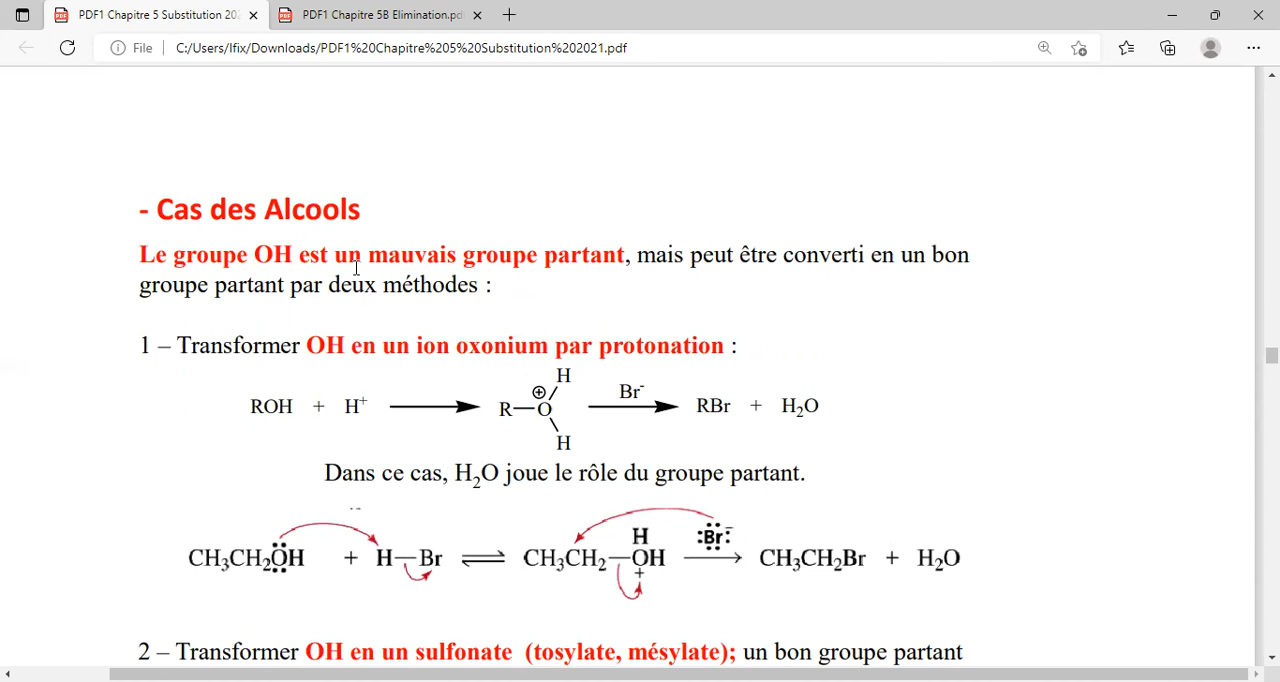 PDF1 Chapitre 5 Substitution 202
PDF1 Chapitre 5B Elimination.pd
File
C:/Users/Ifix/Downloads/PDF1%20Chapitre%205%20Substitution%202021.pdf
- Cas des Alcools
Le groupe OH est un mauvais groupe partant, mais peut être converti en un bon
groupe partant par deux méthodes :
1 – Transformer OH en un ion oxonium par protonation :
H
ROH + H⁺ R—O ⊕ Br⁻ RBr + H₂O
H
Dans ce cas, H₂O joue le rôle du groupe partant.
H :Br:⁻
CH₃CH₂OH + H—Br ⇌ CH₃CH₂—OH → CH₃CH₂Br + H₂O
+
2 – Transformer OH en un sulfonate (tosylate, mésylate); un bon groupe partant